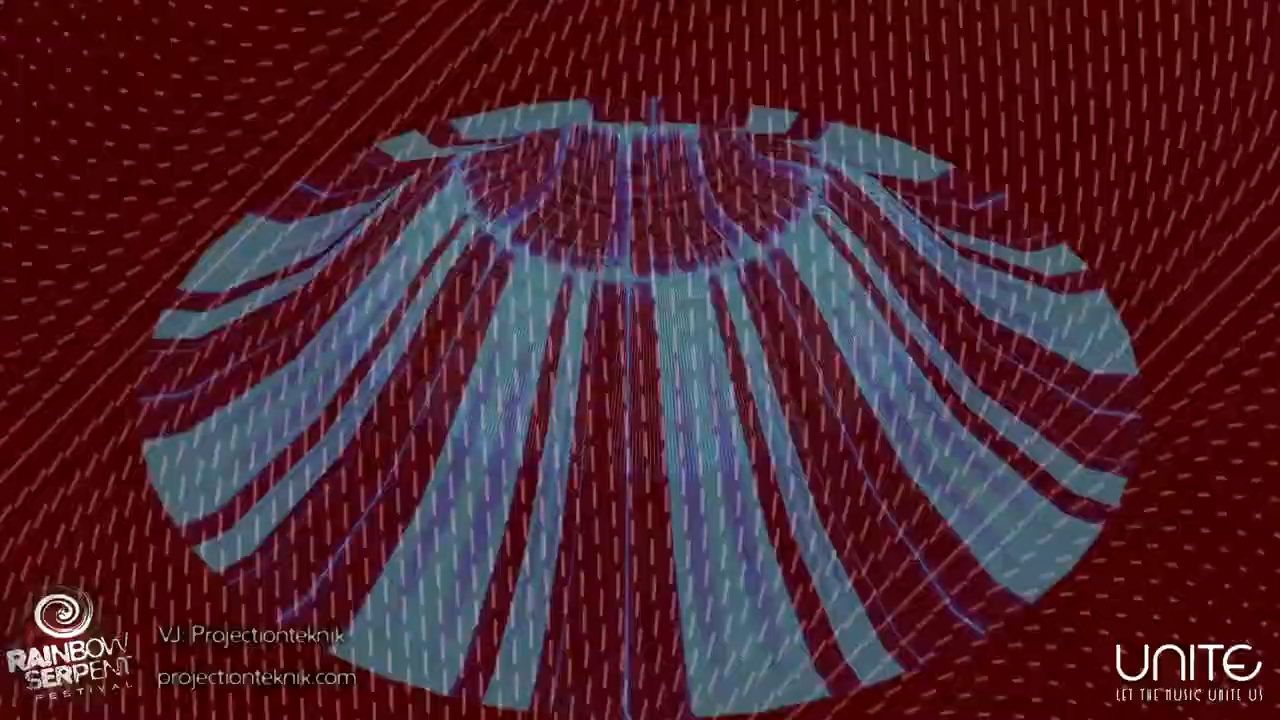 RAINBOW
SERPENT
FESTIVAL
VJ: Projectionteknik
projectionteknik.com
UNITE
LET THE MUSIC UNITE US